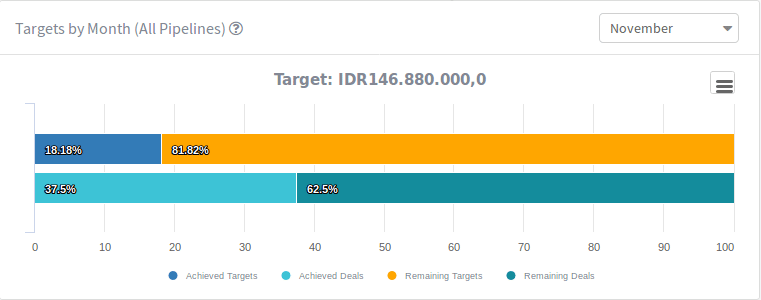 Targets by Month (All Pipelines)
November
Target: IDR146.880.000,0
18.18% 81.82%
37.5% 62.5%
0 10 20 30 40 50 60 70 80 90 100
Achieved Targets Achieved Deals Remaining Targets Remaining Deals